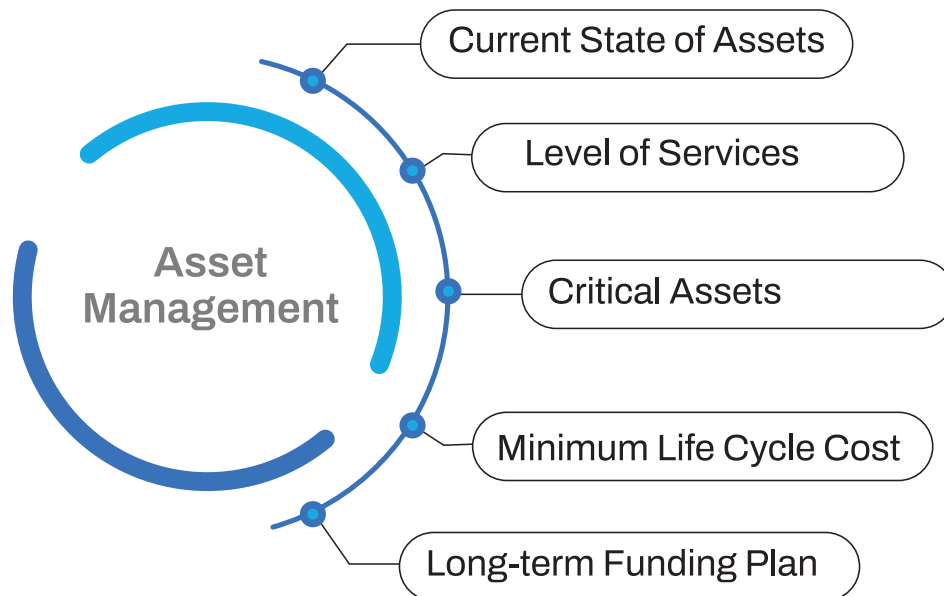 Current State of Assets
Level of Services
Asset
Management
Critical Assets
Minimum Life Cycle Cost
Long-term Funding Plan